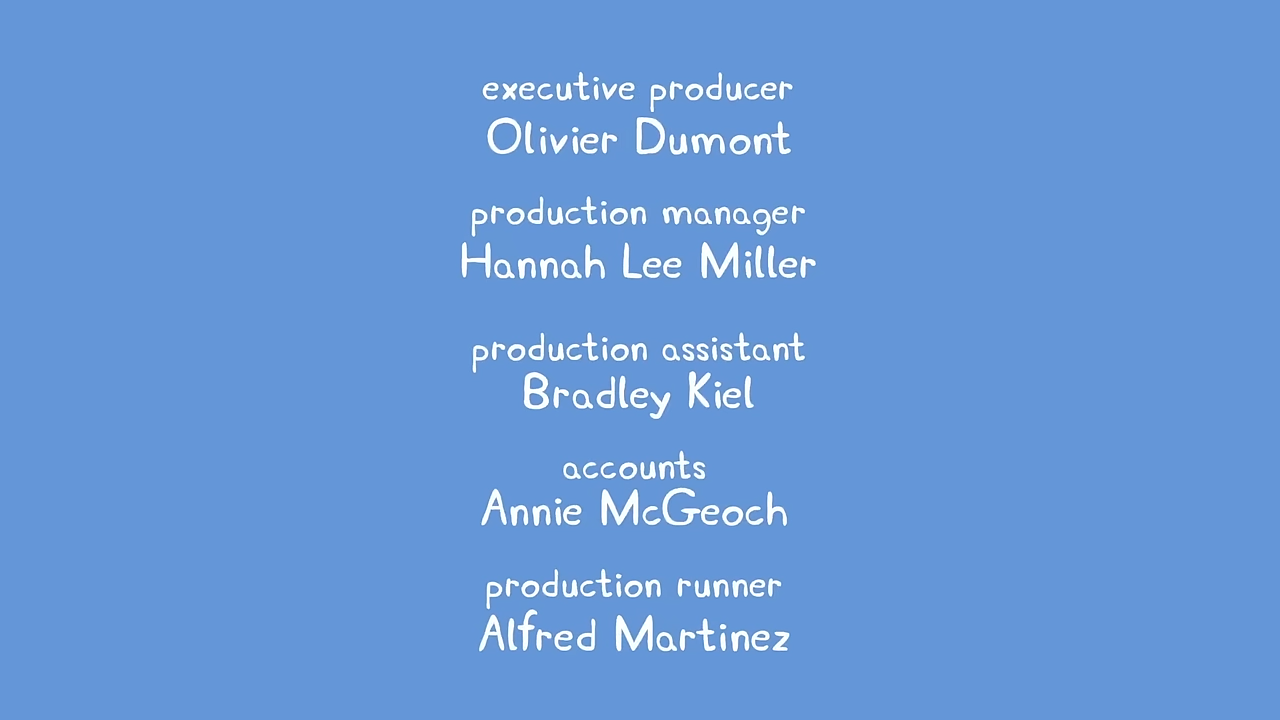 executive producer
Olivier Dumont
production manager
Hannah Lee Miller
production assistant
Bradley Kiel
accounts
Annie McGeoch
production runner
Alfred Martinez